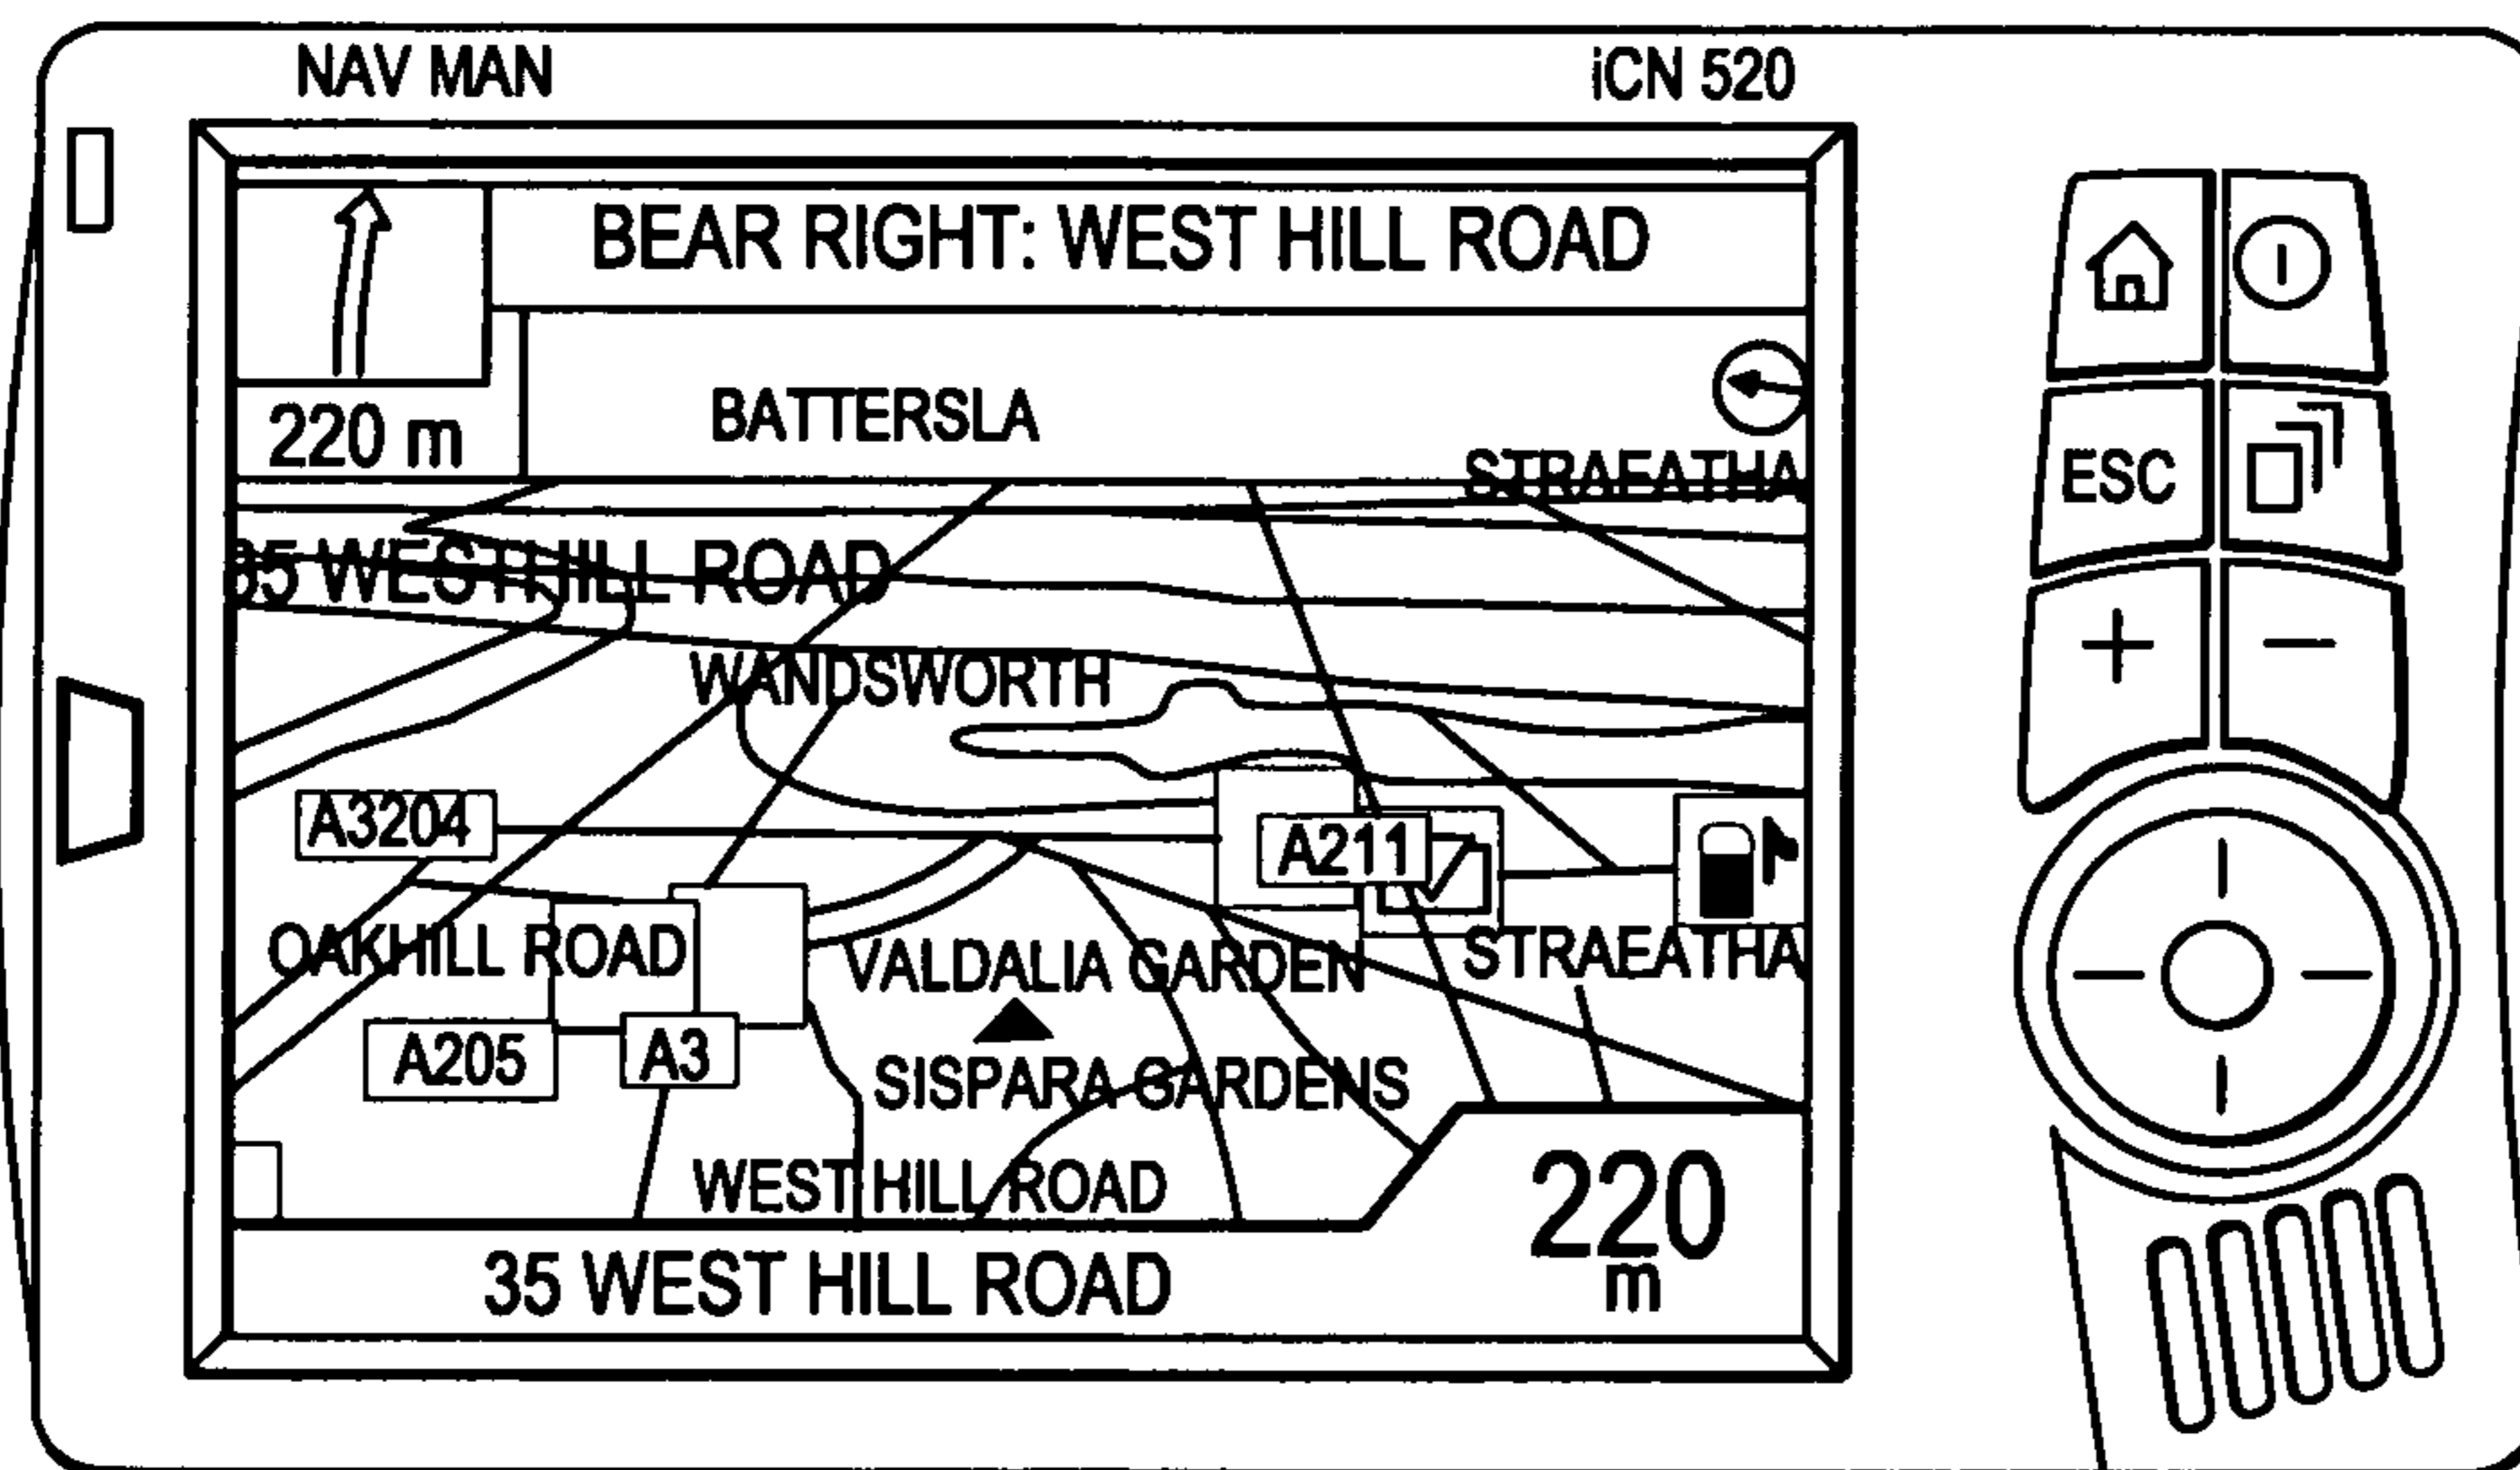 NAV MAN
iCN 520
BEAR RIGHT: WEST HILL ROAD
220 m
BATTERSLA
STRAEATHA
35 WESTHILL ROAD
WANDSWORTH
A3204
A211
OAKHILL ROAD
VALDALIA GARDEN
STRAEATHA
A205
A3
SISPARA GARDENS
WEST HILL ROAD
35 WEST HILL ROAD
220
m
ESC
+
−